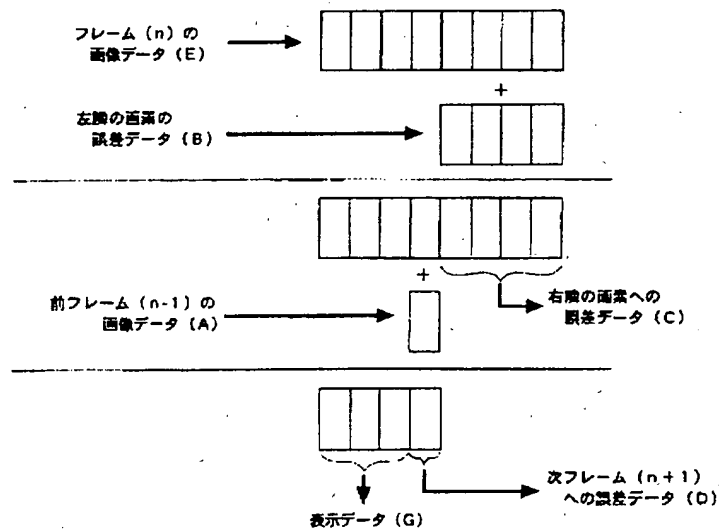 フレーム（n）の
画像データ（E）
+
左隣の画素の
誤差データ（B）
+
前フレーム（n-1）の
画像データ（A）
右隣の画素への
誤差データ（C）
次フレーム（n+1）
への誤差データ（D）
表示データ（G）